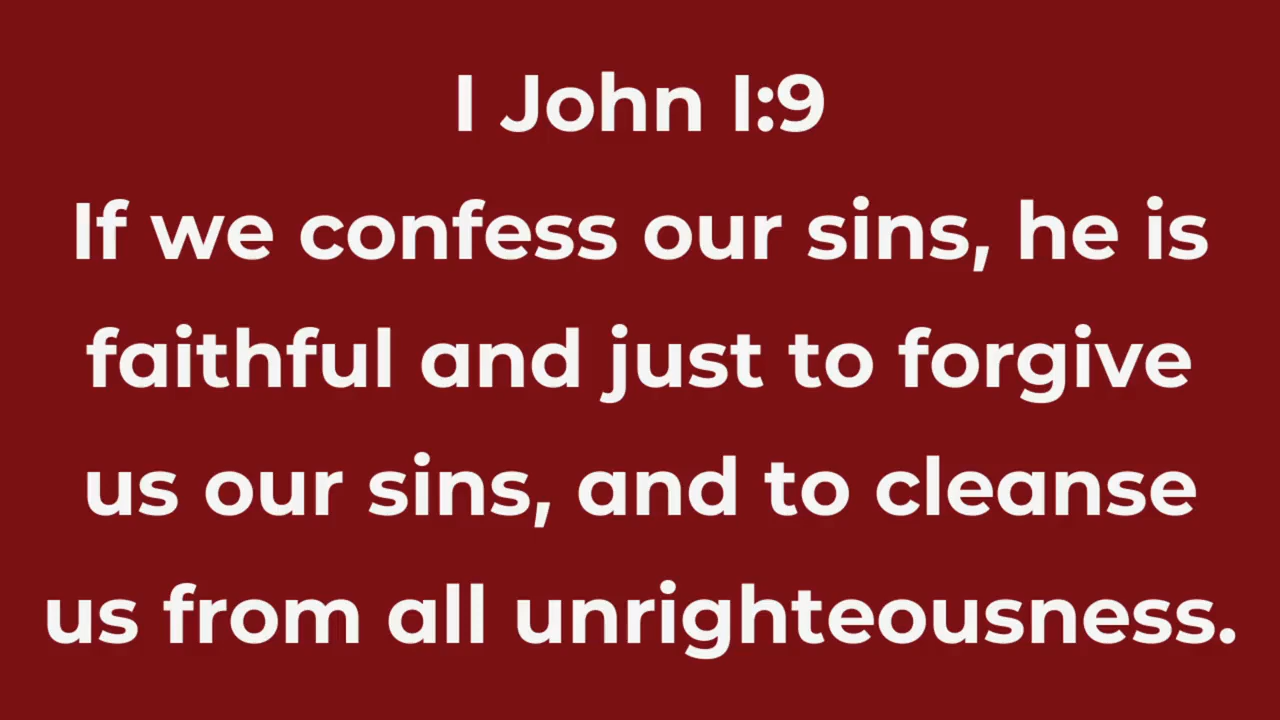 I John I:9
If we confess our sins, he is
faithful and just to forgive
us our sins, and to cleanse
us from all unrighteousness.